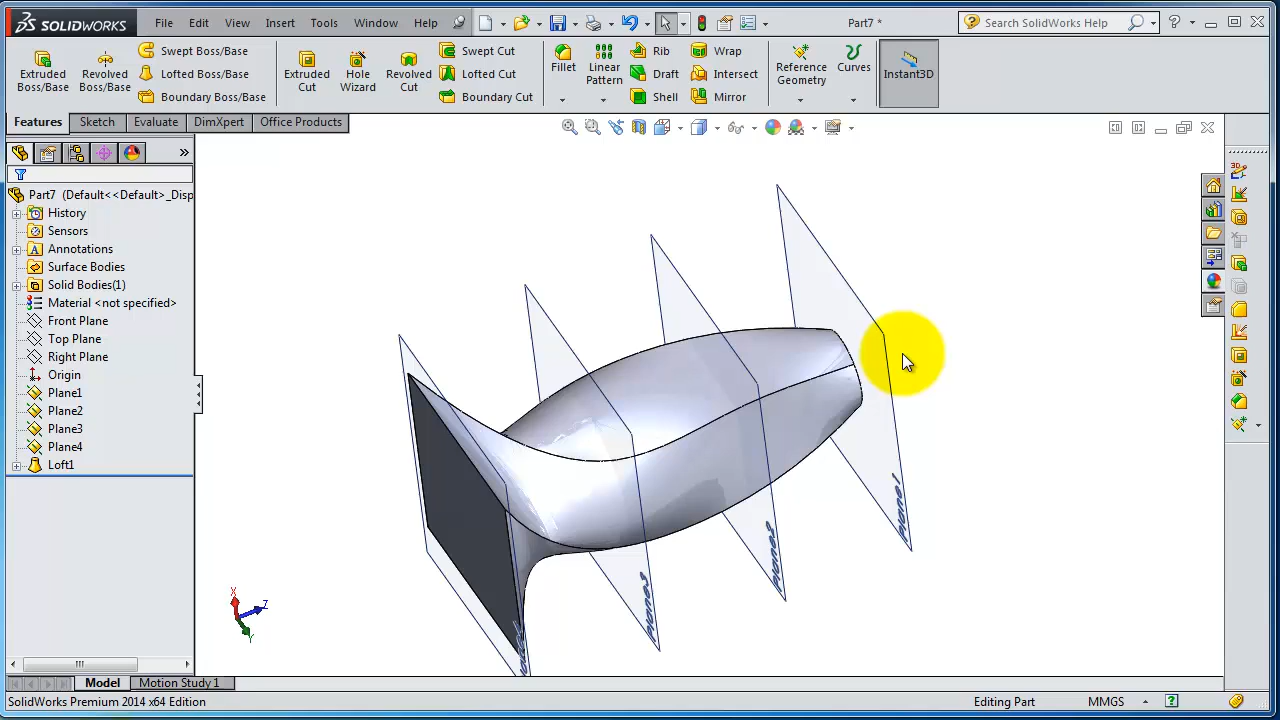 SOLIDWORKS File Edit View Insert Tools Window Help Part7 * Search SolidWorks Help
Extruded Boss/Base
Revolved Boss/Base
Swept Boss/Base
Lofted Boss/Base
Boundary Boss/Base
Extruded Cut
Hole Wizard
Revolved Cut
Swept Cut
Lofted Cut
Boundary Cut
Fillet
Linear Pattern
Rib
Draft
Shell
Wrap
Intersect
Mirror
Reference Geometry
Curves
Instant3D
Features Sketch Evaluate DimXpert Office Products
Part7 (Default<<Default>_Disp
History
Sensors
Annotations
Surface Bodies
Solid Bodies(1)
Material <not specified>
Front Plane
Top Plane
Right Plane
Origin
Plane1
Plane2
Plane3
Plane4
Loft1
Plane1
Plane2
Plane3
X
Z
Y
Model Motion Study 1
SolidWorks Premium 2014 x64 Edition Editing Part MMGS